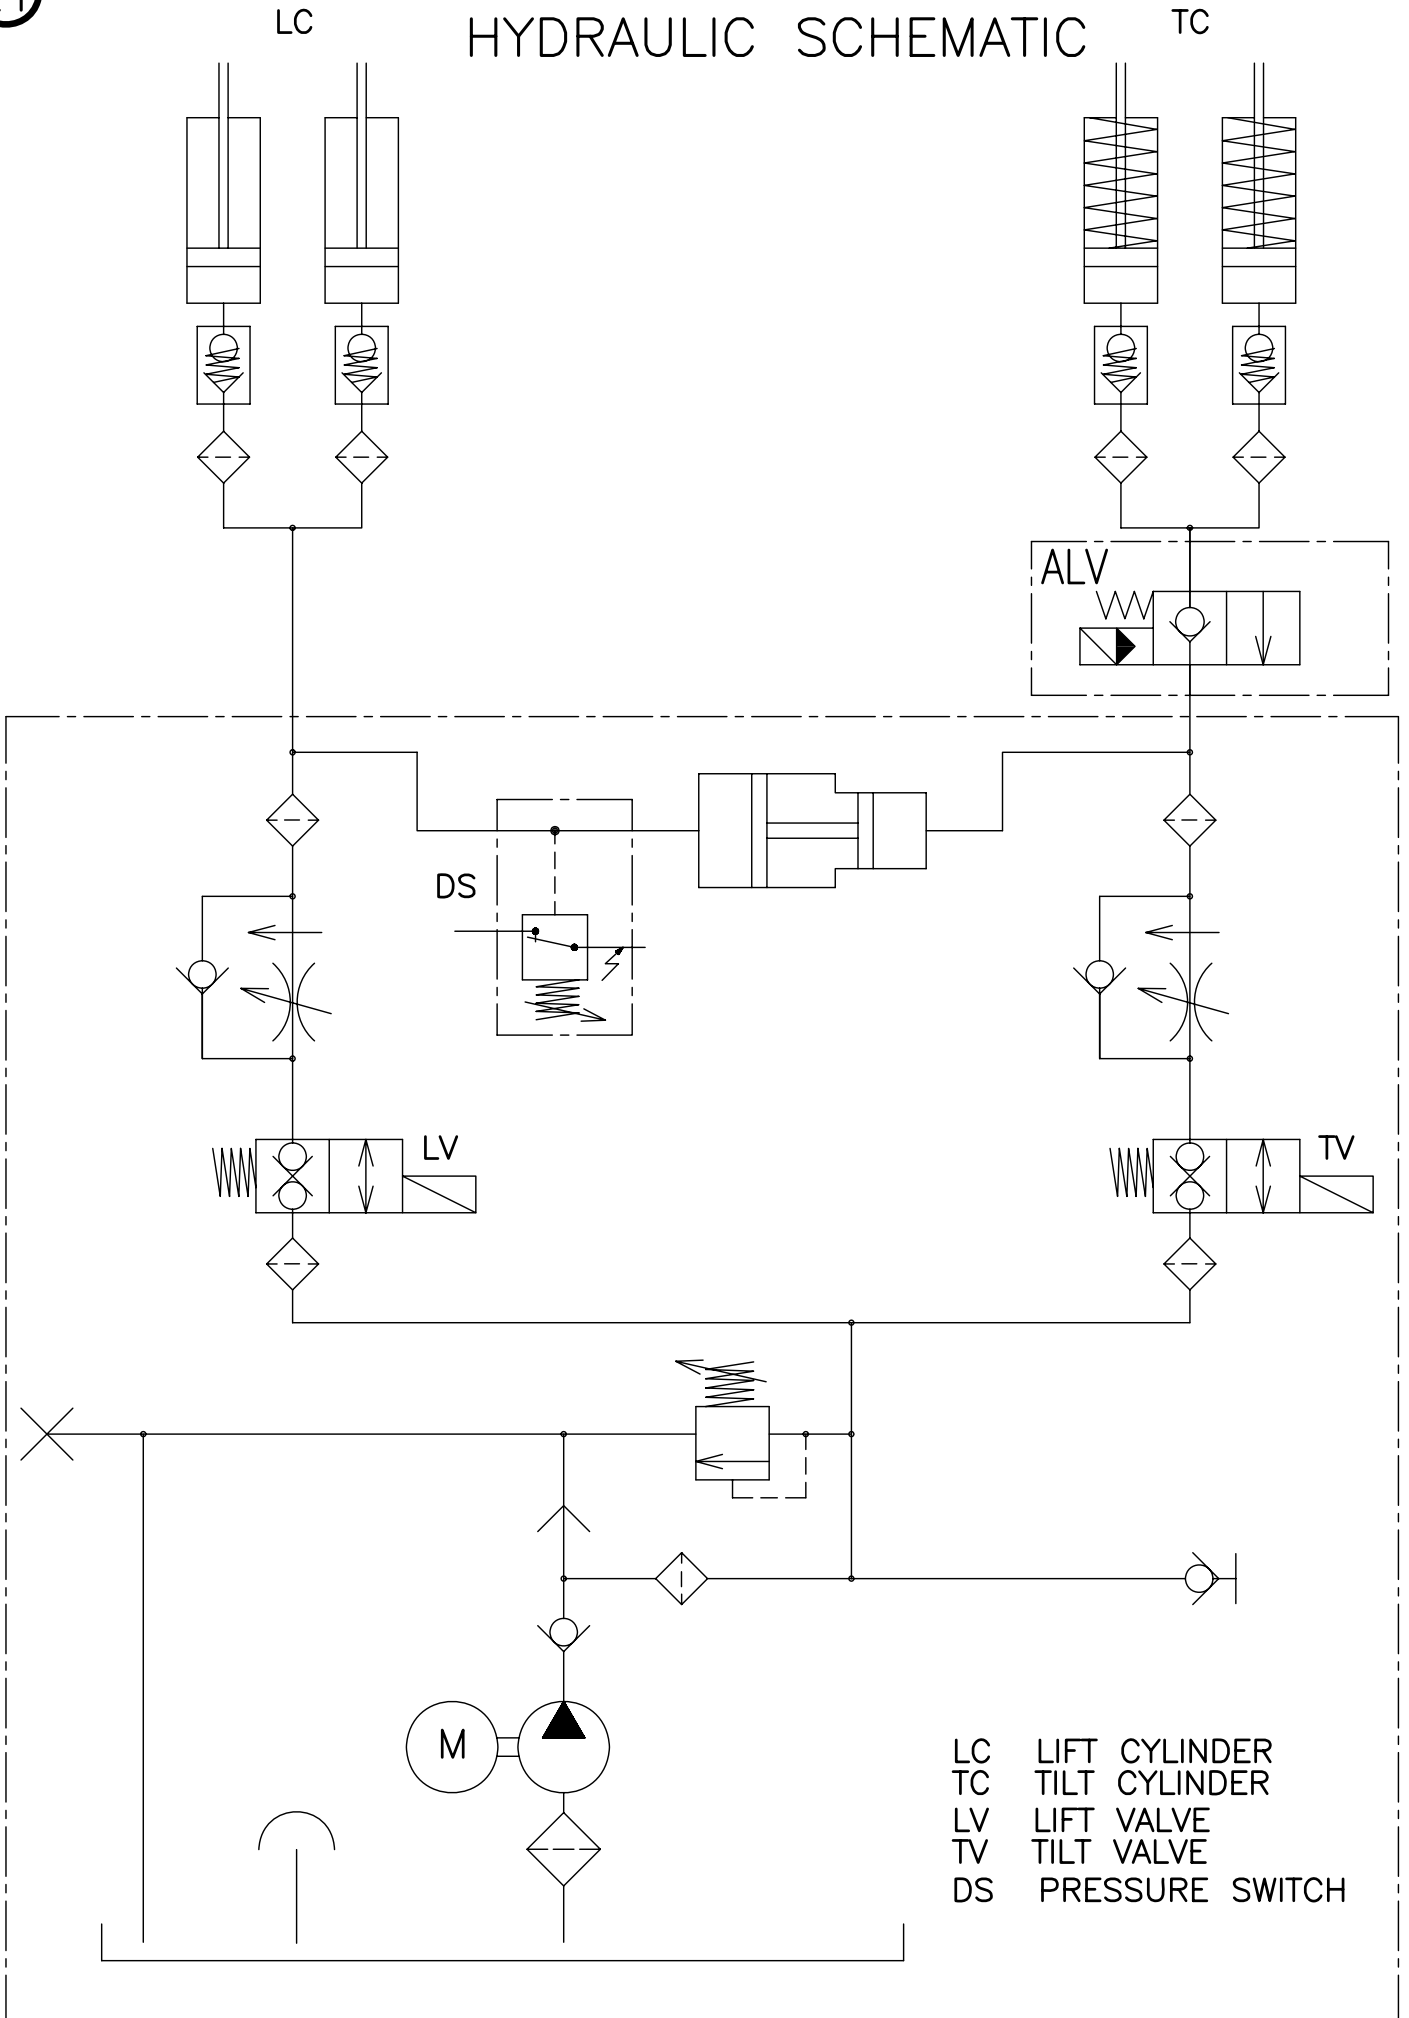 LC
HYDRAULIC SCHEMATIC
TC
ALV
DS
LV
TV
M
LC LIFT CYLINDER
TC TILT CYLINDER
LV LIFT VALVE
TV TILT VALVE
DS PRESSURE SWITCH